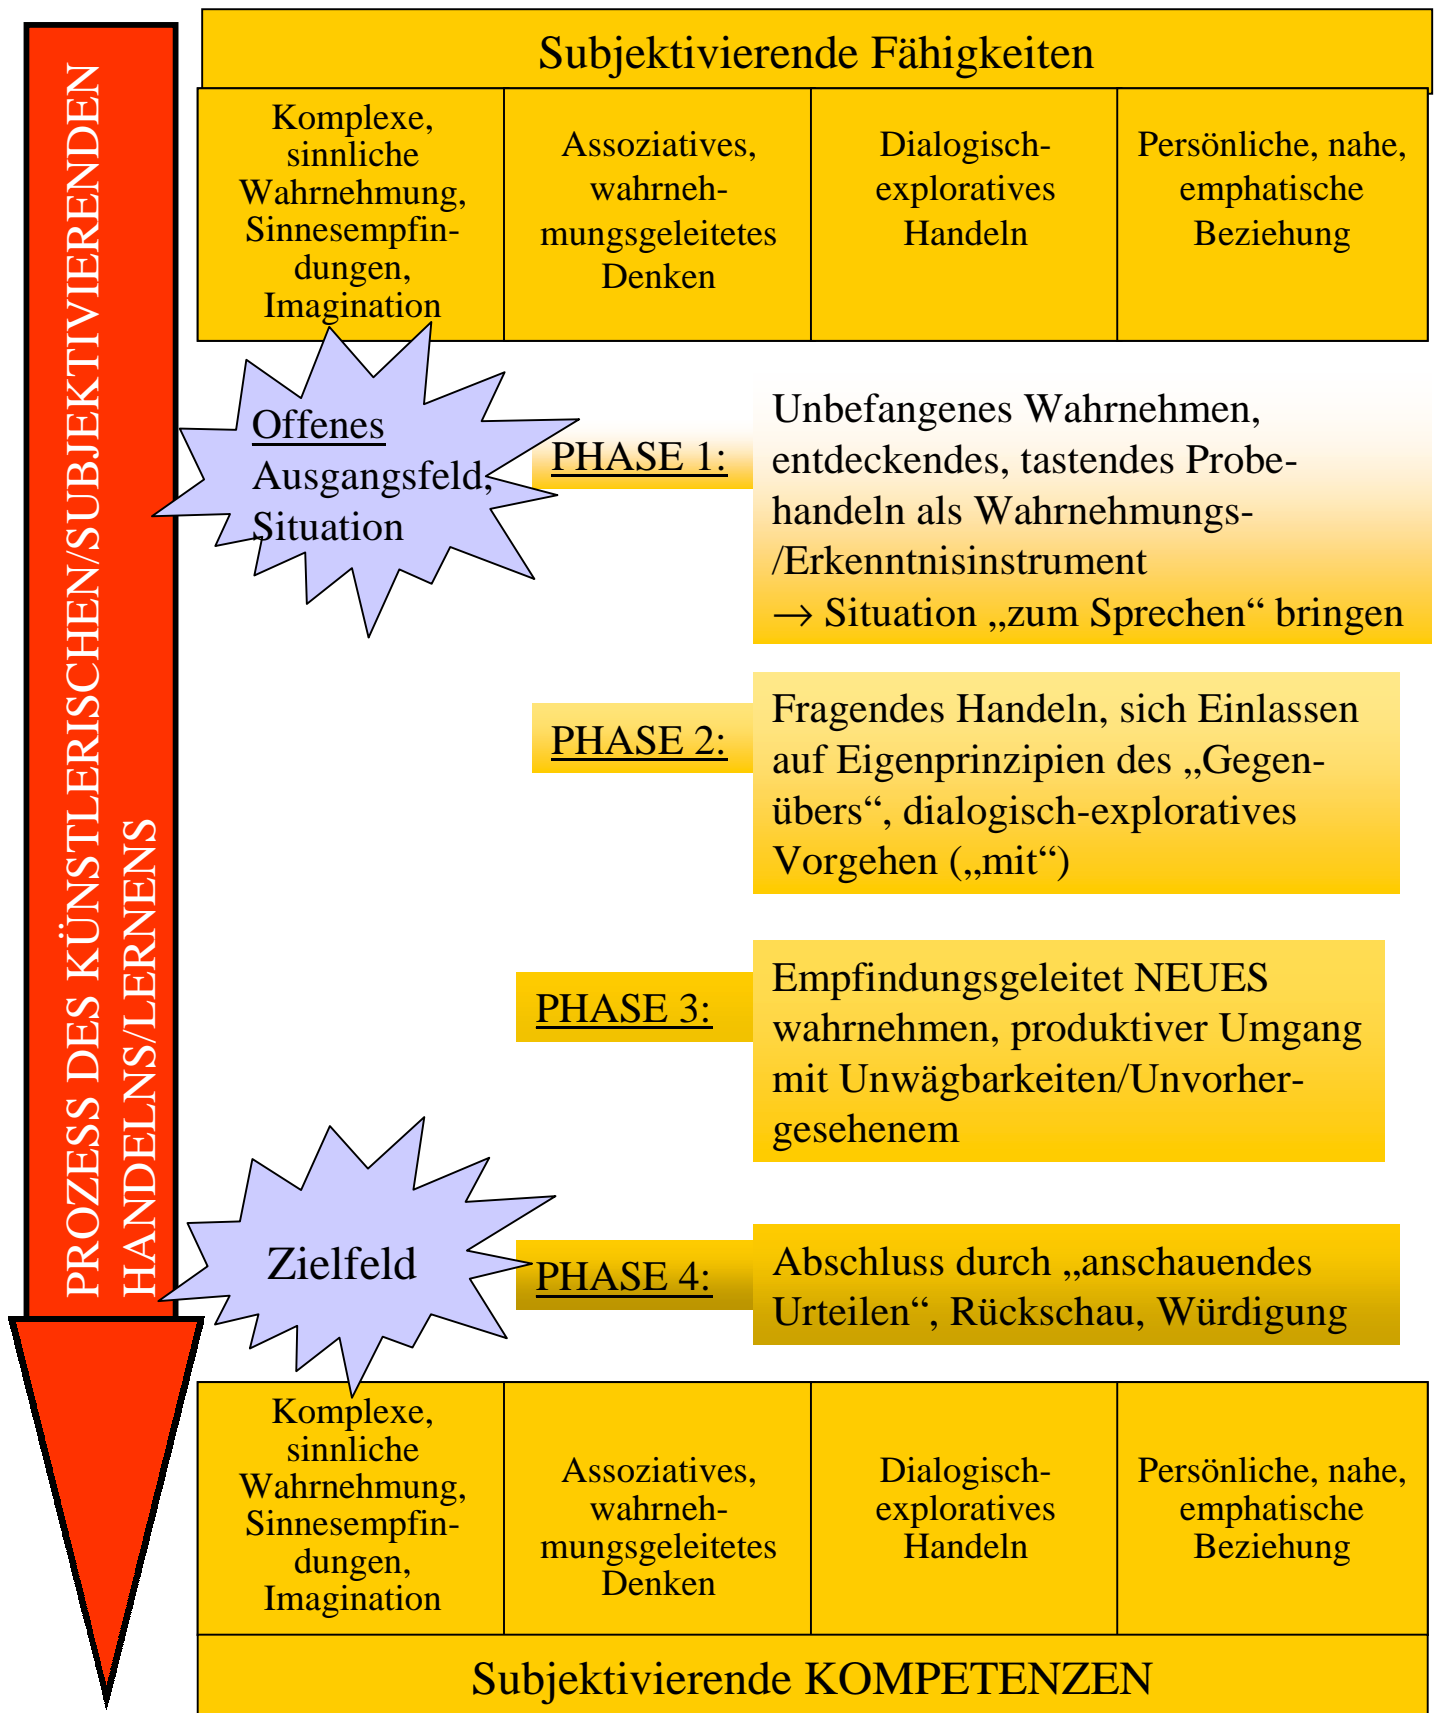 PROZESS DES KÜNSTLERISCHEN/SUBJEKTIVIERENDEN
HANDELNS/LERNENS
Subjektivierende Fähigkeiten
Komplexe,
sinnliche
Wahrnehmung,
Sinnesempfin-
dungen,
Imagination
Assoziatives,
wahrneh-
mungsgeleitetes
Denken
Dialogisch-
exploratives
Handeln
Persönliche, nahe,
emphatische
Beziehung
Offenes
Ausgangsfeld,
Situation
PHASE 1:
Unbefangenes Wahrnehmen,
entdeckendes, tastendes Probe-
handeln als Wahrnehmungs-
/Erkenntnisinstrument
→ Situation „zum Sprechen“ bringen
PHASE 2:
Fragendes Handeln, sich Einlassen
auf Eigenprinzipien des „Gegen-
übers“, dialogisch-exploratives
Vorgehen („mit“)
PHASE 3:
Empfindungsgeleitet NEUES
wahrnehmen, produktiver Umgang
mit Unwägbarkeiten/Unvorher-
gesehenem
Zielfeld
PHASE 4:
Abschluss durch „anschauendes
Urteilen“, Rückschau, Würdigung
Komplexe,
sinnliche
Wahrnehmung,
Sinnesempfin-
dungen,
Imagination
Assoziatives,
wahrneh-
mungsgeleitetes
Denken
Dialogisch-
exploratives
Handeln
Persönliche, nahe,
emphatische
Beziehung
Subjektivierende KOMPETENZEN